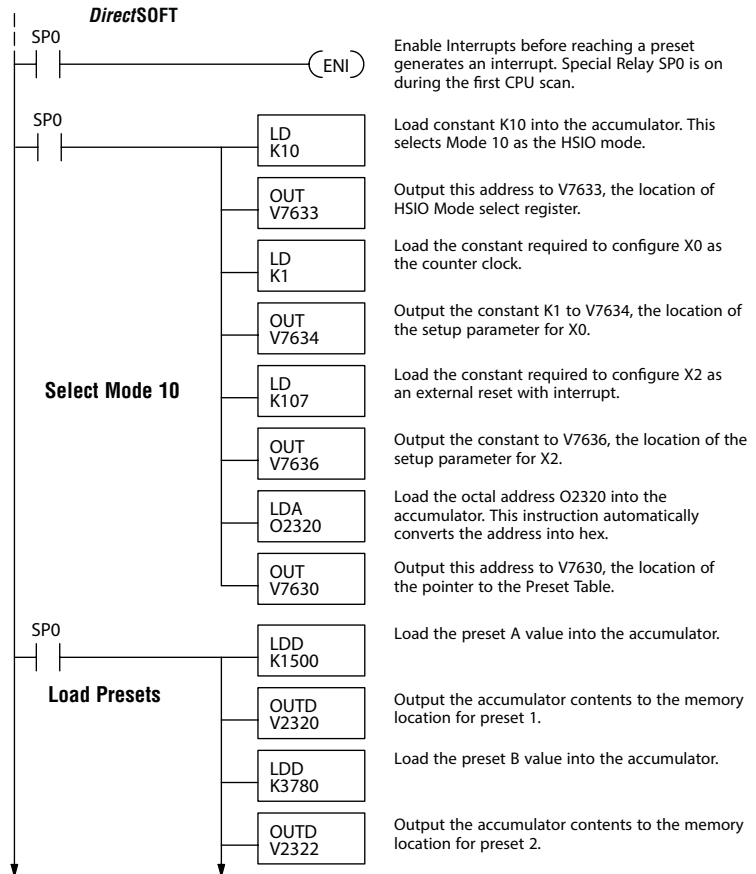 DirectSOFT
SP0
ENI
Enable Interrupts before reaching a preset
generates an interrupt. Special Relay SP0 is on
during the first CPU scan.
SP0
LD
K10
Load constant K10 into the accumulator. This
selects Mode 10 as the HSIO mode.
OUT
V7633
Output this address to V7633, the location of
HSIO Mode select register.
LD
K1
Load the constant required to configure X0 as
the counter clock.
OUT
V7634
Output the constant K1 to V7634, the location of
the setup parameter for X0.
Select Mode 10
LD
K107
Load the constant required to configure X2 as
an external reset with interrupt.
OUT
V7636
Output the constant to V7636, the location of the
setup parameter for X2.
LDA
O2320
Load the octal address O2320 into the
accumulator. This instruction automatically
converts the address into hex.
OUT
V7630
Output this address to V7630, the location of
the pointer to the Preset Table.
SP0
LDD
K1500
Load the preset A value into the accumulator.
Load Presets
OUTD
V2320
Output the accumulator contents to the memory
location for preset 1.
LDD
K3780
Load the preset B value into the accumulator.
OUTD
V2322
Output the accumulator contents to the memory
location for preset 2.